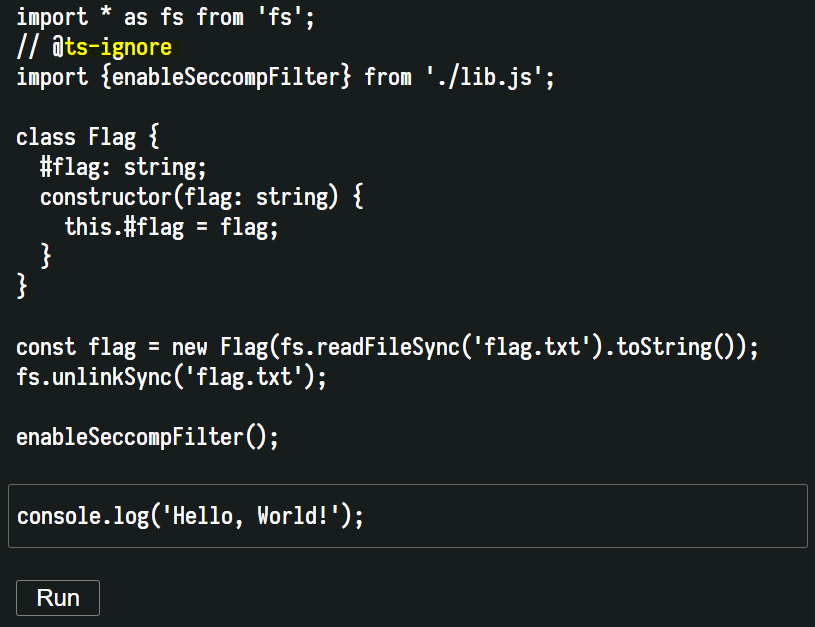 import * as fs from 'fs';
// @ts-ignore
import {enableSeccompFilter} from './lib.js';
class Flag {
#flag: string;
constructor(flag: string) {
this.#flag = flag;
}
}
const flag = new Flag(fs.readFileSync('flag.txt').toString());
fs.unlinkSync('flag.txt');
enableSeccompFilter();
console.log('Hello, World!');
Run